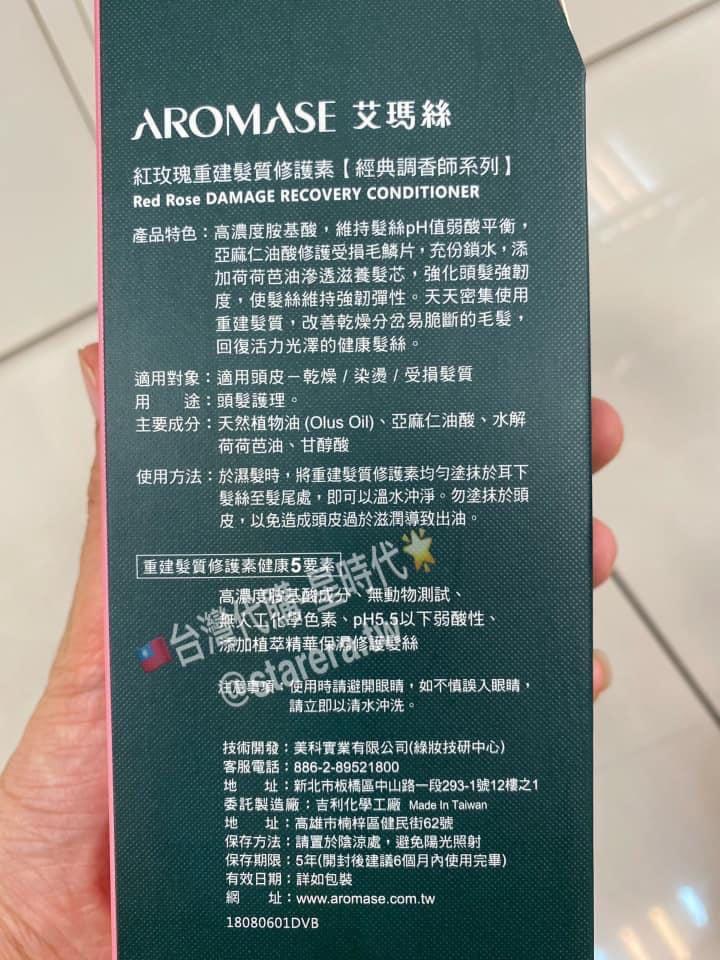 AROMASE 艾瑪絲
紅玫瑰重建髮質修護素【經典調香師系列】
Red Rose DAMAGE RECOVERY CONDITIONER
產品特色：高濃度胺基酸，維持髮絲pH值弱酸平衡，
亞麻仁油酸修護受損毛鱗片，充份鎖水，添
加荷荷芭油滲透滋養髮芯，強化頭髮強韌
度，使髮絲維持強韌彈性。天天密集使用
重建髮質，改善乾燥分岔易脆斷的毛髮，
回復活力光澤的健康髮絲。
適用對象：適用頭皮－乾燥 / 染燙 / 受損髮質
用　　途：頭髮護理。
主要成分：天然植物油 (Olus Oil)、亞麻仁油酸、水解
荷荷芭油、甘醇酸
使用方法：於濕髮時，將重建髮質修護素均勻塗抹於耳下
髮絲至髮尾處，即可以溫水沖淨。勿塗抹於頭
皮，以免造成頭皮過於滋潤導致出油。
重建髮質修護素健康5要素
高濃度胺基酸成分、無動物測試、
無人工化學色素、pH5.5以下弱酸性、
添加植萃精華保濕修護髮絲
🇹🇼台灣代購 星時代🌟
注意事項：使用時請避開眼睛，如不慎誤入眼睛，
請立即以清水沖洗。
技術開發：美科實業有限公司(綠妝技研中心)
客服電話：886-2-89521800
地　　址：新北市板橋區中山路一段293-1號12樓之1
委託製造廠：吉利化學工廠 Made In Taiwan
地　　址：高雄市楠梓區健民街62號
保存方法：請置於陰涼處，避免陽光照射
保存期限：5年(開封後建議6個月內使用完畢)
有效日期：詳如包裝
網　　址：www.aromase.com.tw
18080601DVB